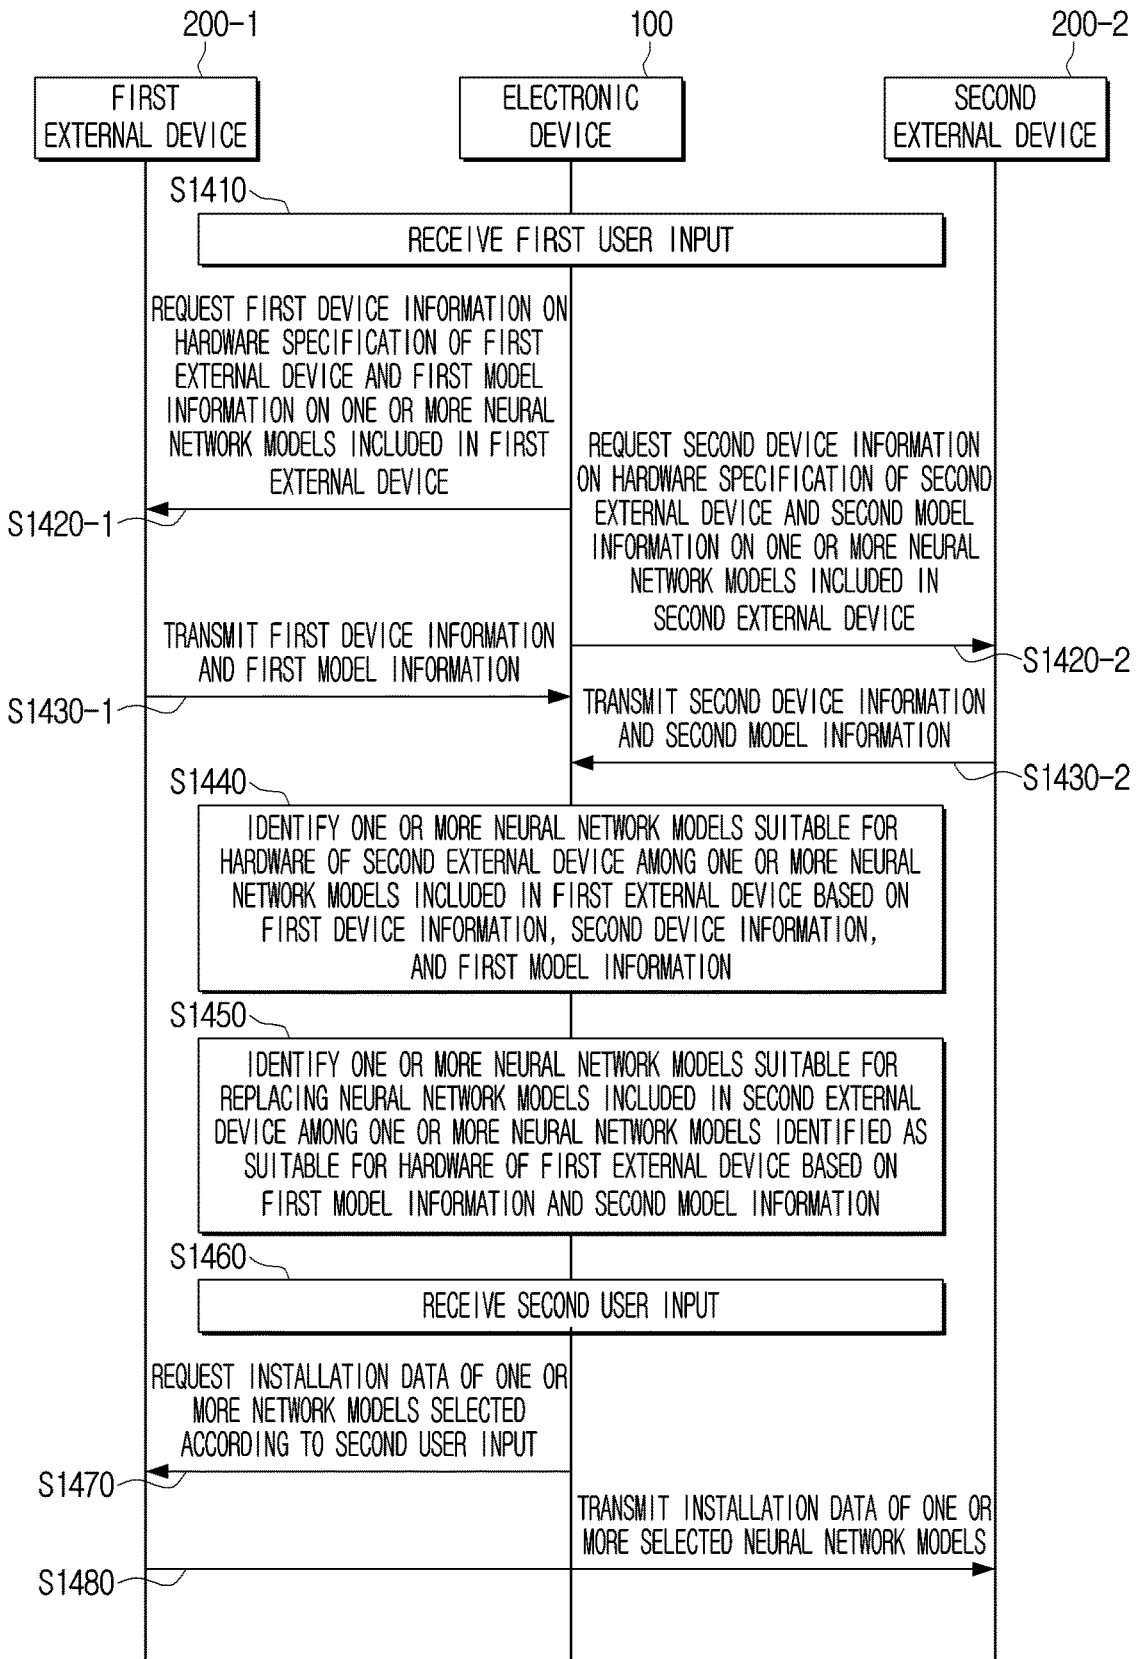 200-1
100
200-2
FIRST
EXTERNAL DEVICE
ELECTRONIC
DEVICE
SECOND
EXTERNAL DEVICE
S1410
RECEIVE FIRST USER INPUT
REQUEST FIRST DEVICE INFORMATION ON
HARDWARE SPECIFICATION OF FIRST
EXTERNAL DEVICE AND FIRST MODEL
INFORMATION ON ONE OR MORE NEURAL
NETWORK MODELS INCLUDED IN FIRST
EXTERNAL DEVICE
S1420-1
REQUEST SECOND DEVICE INFORMATION
ON HARDWARE SPECIFICATION OF SECOND
EXTERNAL DEVICE AND SECOND MODEL
INFORMATION ON ONE OR MORE NEURAL
NETWORK MODELS INCLUDED IN
SECOND EXTERNAL DEVICE
S1420-2
TRANSMIT FIRST DEVICE INFORMATION
AND FIRST MODEL INFORMATION
S1430-1
TRANSMIT SECOND DEVICE INFORMATION
AND SECOND MODEL INFORMATION
S1430-2
S1440
IDENTIFY ONE OR MORE NEURAL NETWORK MODELS SUITABLE FOR
HARDWARE OF SECOND EXTERNAL DEVICE AMONG ONE OR MORE NEURAL
NETWORK MODELS INCLUDED IN FIRST EXTERNAL DEVICE BASED ON
FIRST DEVICE INFORMATION, SECOND DEVICE INFORMATION,
AND FIRST MODEL INFORMATION
S1450
IDENTIFY ONE OR MORE NEURAL NETWORK MODELS SUITABLE FOR
REPLACING NEURAL NETWORK MODELS INCLUDED IN SECOND EXTERNAL
DEVICE AMONG ONE OR MORE NEURAL NETWORK MODELS IDENTIFIED AS
SUITABLE FOR HARDWARE OF FIRST EXTERNAL DEVICE BASED ON
FIRST MODEL INFORMATION AND SECOND MODEL INFORMATION
S1460
RECEIVE SECOND USER INPUT
REQUEST INSTALLATION DATA OF ONE OR
MORE NETWORK MODELS SELECTED
ACCORDING TO SECOND USER INPUT
S1470
TRANSMIT INSTALLATION DATA OF ONE OR
MORE SELECTED NEURAL NETWORK MODELS
S1480